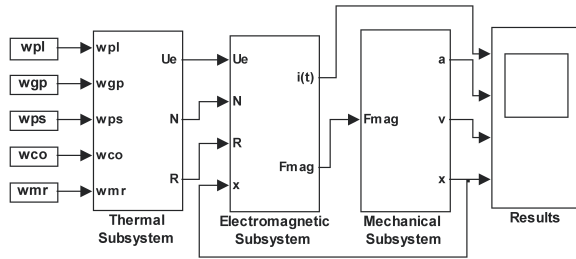 wpl
wgp
wps
wco
wmr
wpl
wgp
wps
wco
wmr
Ue
N
R
Thermal
Subsystem
Ue
N
R
x
i(t)
Fmag
Electromagnetic
Subsystem
Fmag
a
v
x
Mechanical
Subsystem
Results